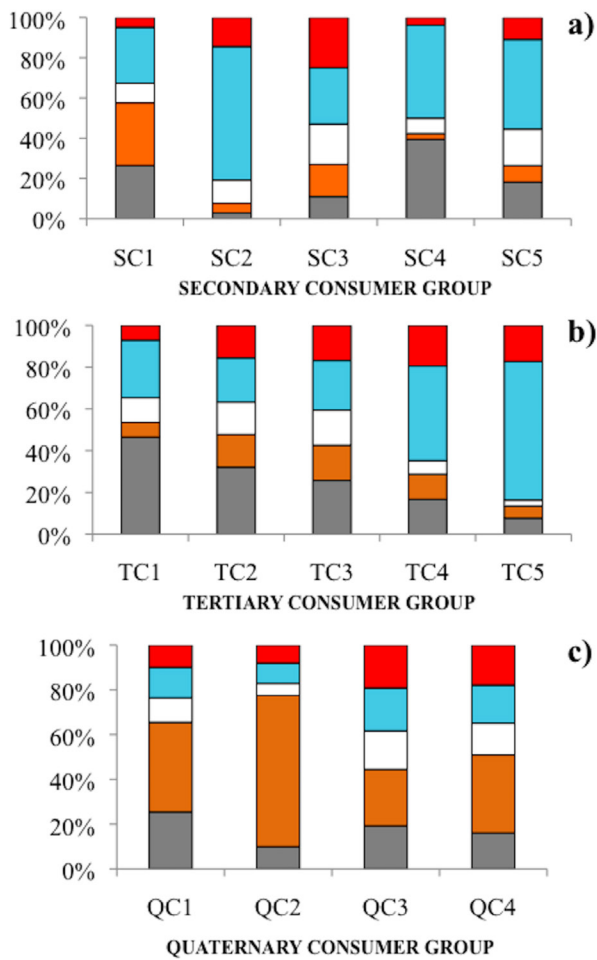 100%
80%
60%
40%
20%
0%
a)
SC1 SC2 SC3 SC4 SC5
SECONDARY CONSUMER GROUP
100%
80%
60%
40%
20%
0%
b)
TC1 TC2 TC3 TC4 TC5
TERTIARY CONSUMER GROUP
100%
80%
60%
40%
20%
0%
c)
QC1 QC2 QC3 QC4
QUATERNARY CONSUMER GROUP